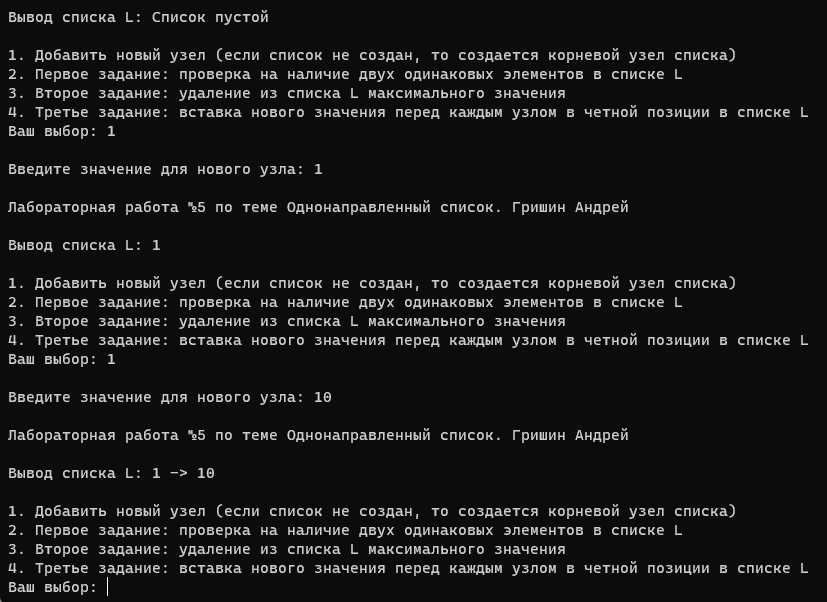 Вывод списка L: Список пустой
1. Добавить новый узел (если список не создан, то создается корневой узел списка)
2. Первое задание: проверка на наличие двух одинаковых элементов в списке L
3. Второе задание: удаление из списка L максимального значения
4. Третье задание: вставка нового значения перед каждым узлом в четной позиции в списке L
Ваш выбор: 1
Введите значение для нового узла: 1
Лабораторная работа №5 по теме Однонаправленный список. Гришин Андрей
Вывод списка L: 1
1. Добавить новый узел (если список не создан, то создается корневой узел списка)
2. Первое задание: проверка на наличие двух одинаковых элементов в списке L
3. Второе задание: удаление из списка L максимального значения
4. Третье задание: вставка нового значения перед каждым узлом в четной позиции в списке L
Ваш выбор: 1
Введите значение для нового узла: 10
Лабораторная работа №5 по теме Однонаправленный список. Гришин Андрей
Вывод списка L: 1 -> 10
1. Добавить новый узел (если список не создан, то создается корневой узел списка)
2. Первое задание: проверка на наличие двух одинаковых элементов в списке L
3. Второе задание: удаление из списка L максимального значения
4. Третье задание: вставка нового значения перед каждым узлом в четной позиции в списке L
Ваш выбор: